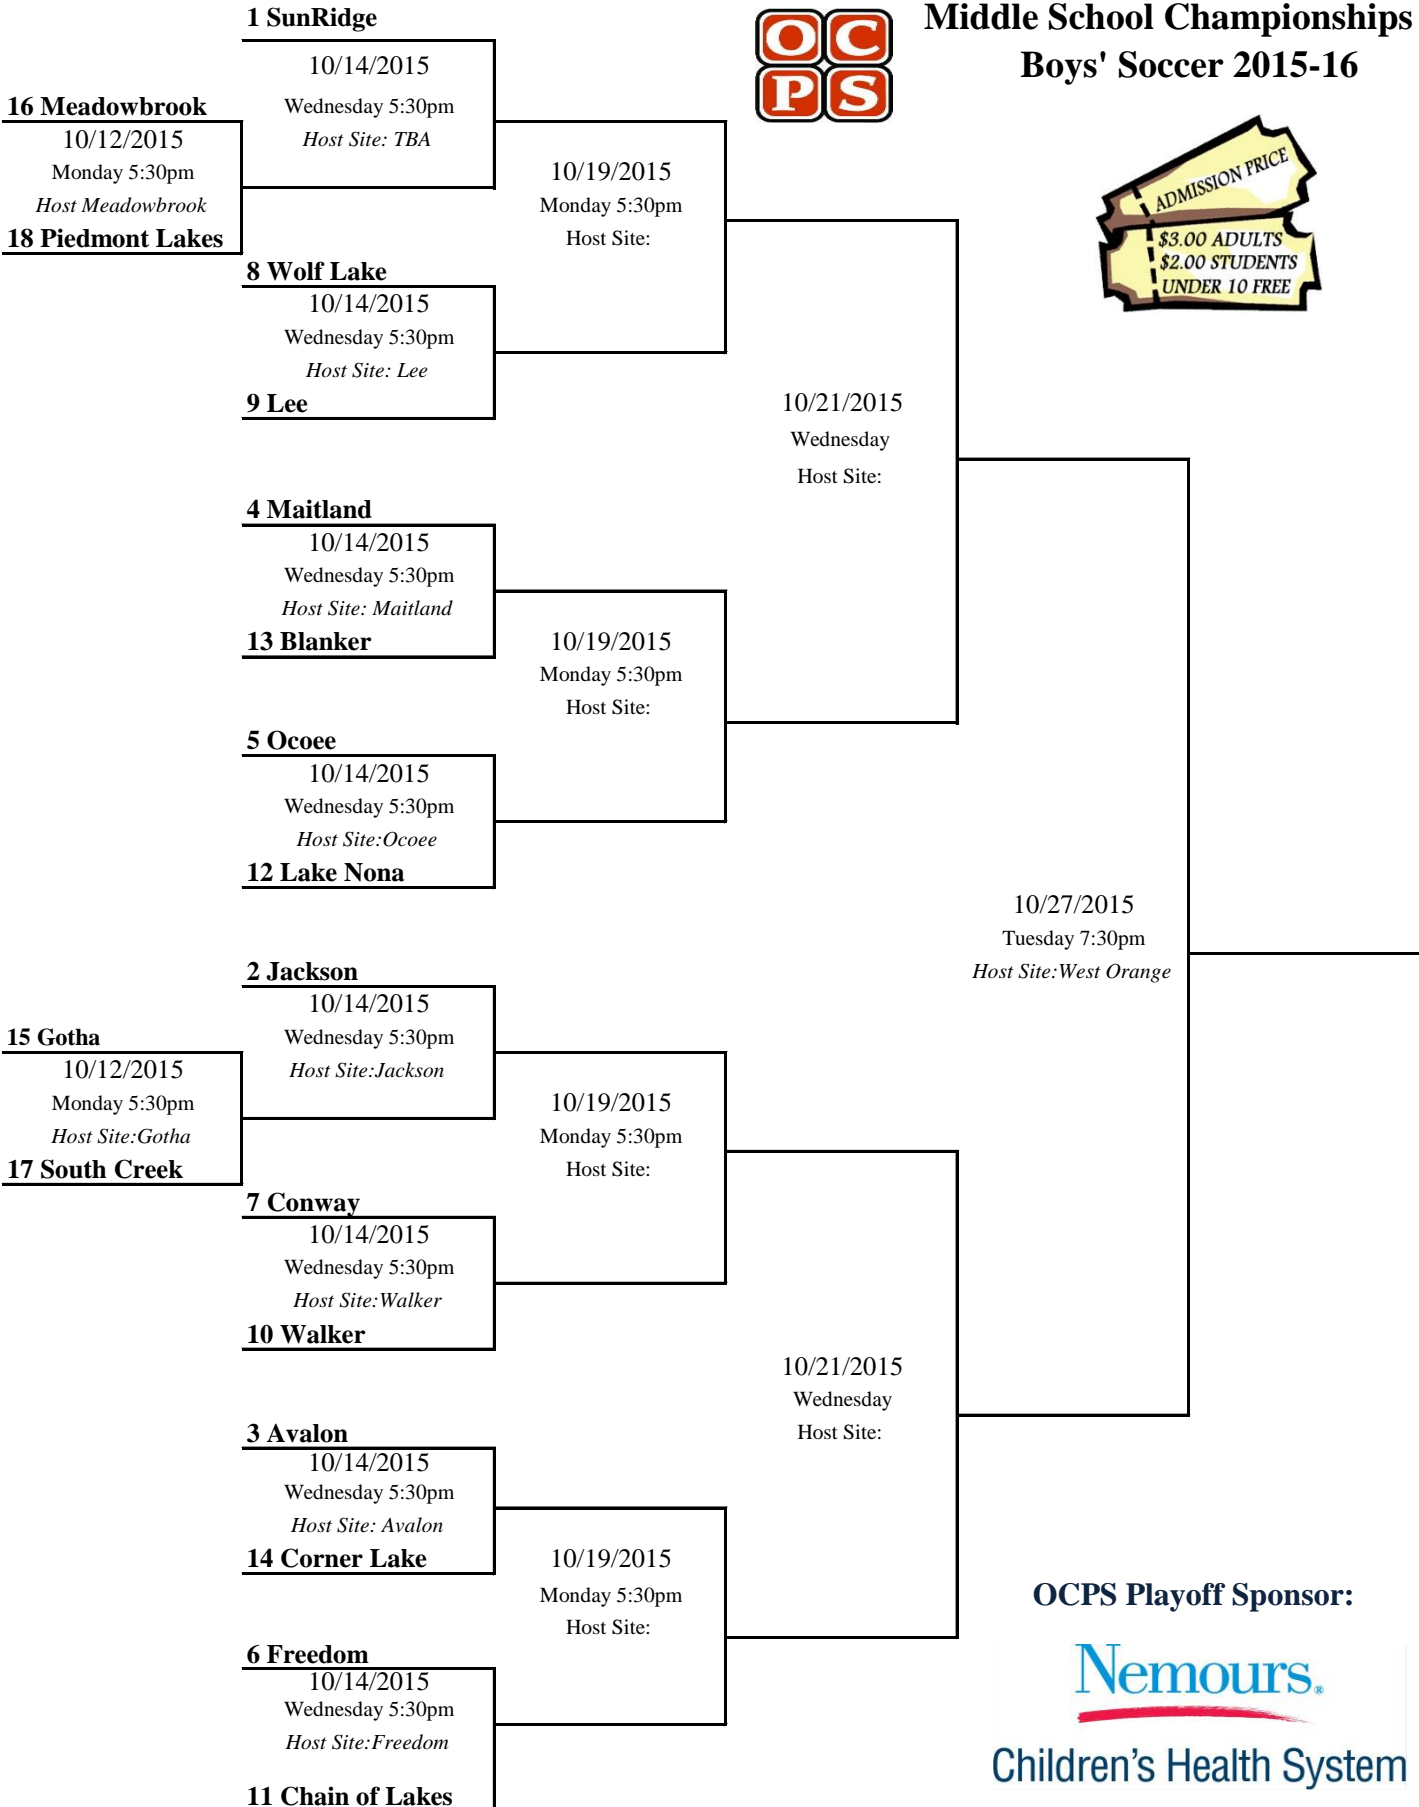 1 SunRidge
OCPS
Middle School Championships
Boys' Soccer 2015-16
10/14/2015
Wednesday 5:30pm
Host Site: TBA
16 Meadowbrook
10/12/2015
Monday 5:30pm
Host Meadowbrook
18 Piedmont Lakes
10/19/2015
Monday 5:30pm
Host Site:
ADMISSION PRICE
$3.00 ADULTS
$2.00 STUDENTS
UNDER 10 FREE
8 Wolf Lake
10/14/2015
Wednesday 5:30pm
Host Site: Lee
9 Lee
10/21/2015
Wednesday
Host Site:
4 Maitland
10/14/2015
Wednesday 5:30pm
Host Site: Maitland
13 Blanker
10/19/2015
Monday 5:30pm
Host Site:
5 Ocoee
10/14/2015
Wednesday 5:30pm
Host Site:Ocoee
12 Lake Nona
10/27/2015
Tuesday 7:30pm
Host Site:West Orange
2 Jackson
10/14/2015
Wednesday 5:30pm
Host Site:Jackson
15 Gotha
10/12/2015
Monday 5:30pm
Host Site:Gotha
17 South Creek
10/19/2015
Monday 5:30pm
Host Site:
7 Conway
10/14/2015
Wednesday 5:30pm
Host Site:Walker
10 Walker
10/21/2015
Wednesday
Host Site:
3 Avalon
10/14/2015
Wednesday 5:30pm
Host Site: Avalon
14 Corner Lake
10/19/2015
Monday 5:30pm
Host Site:
6 Freedom
10/14/2015
Wednesday 5:30pm
Host Site:Freedom
11 Chain of Lakes
OCPS Playoff Sponsor:
Nemours®
Children's Health System